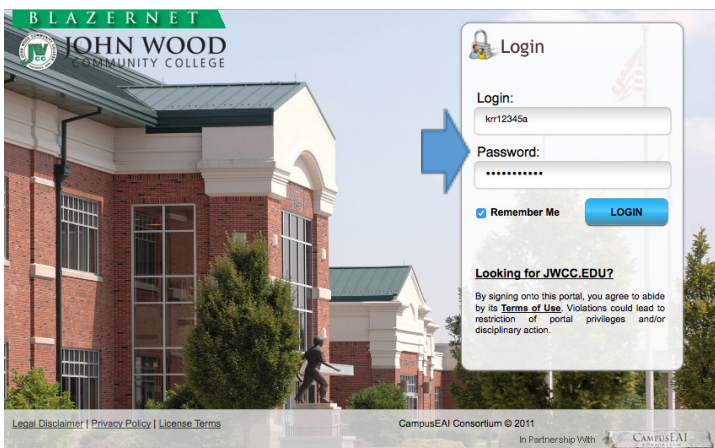 BLAZERNET
JOHN WOOD
COMMUNITY COLLEGE
JWCC
Login
Login:
krr12345a
Password:
•••••••••••
Remember Me
LOGIN
Looking for JWCC.EDU?
By signing onto this portal, you agree to abide
by its Terms of Use. Violations could lead to
restriction of portal privileges and/or
disciplinary action.
Legal Disclaimer | Privacy Policy | License Terms
CampusEAI Consortium © 2011
In Partnership With
CAMPUSEAI